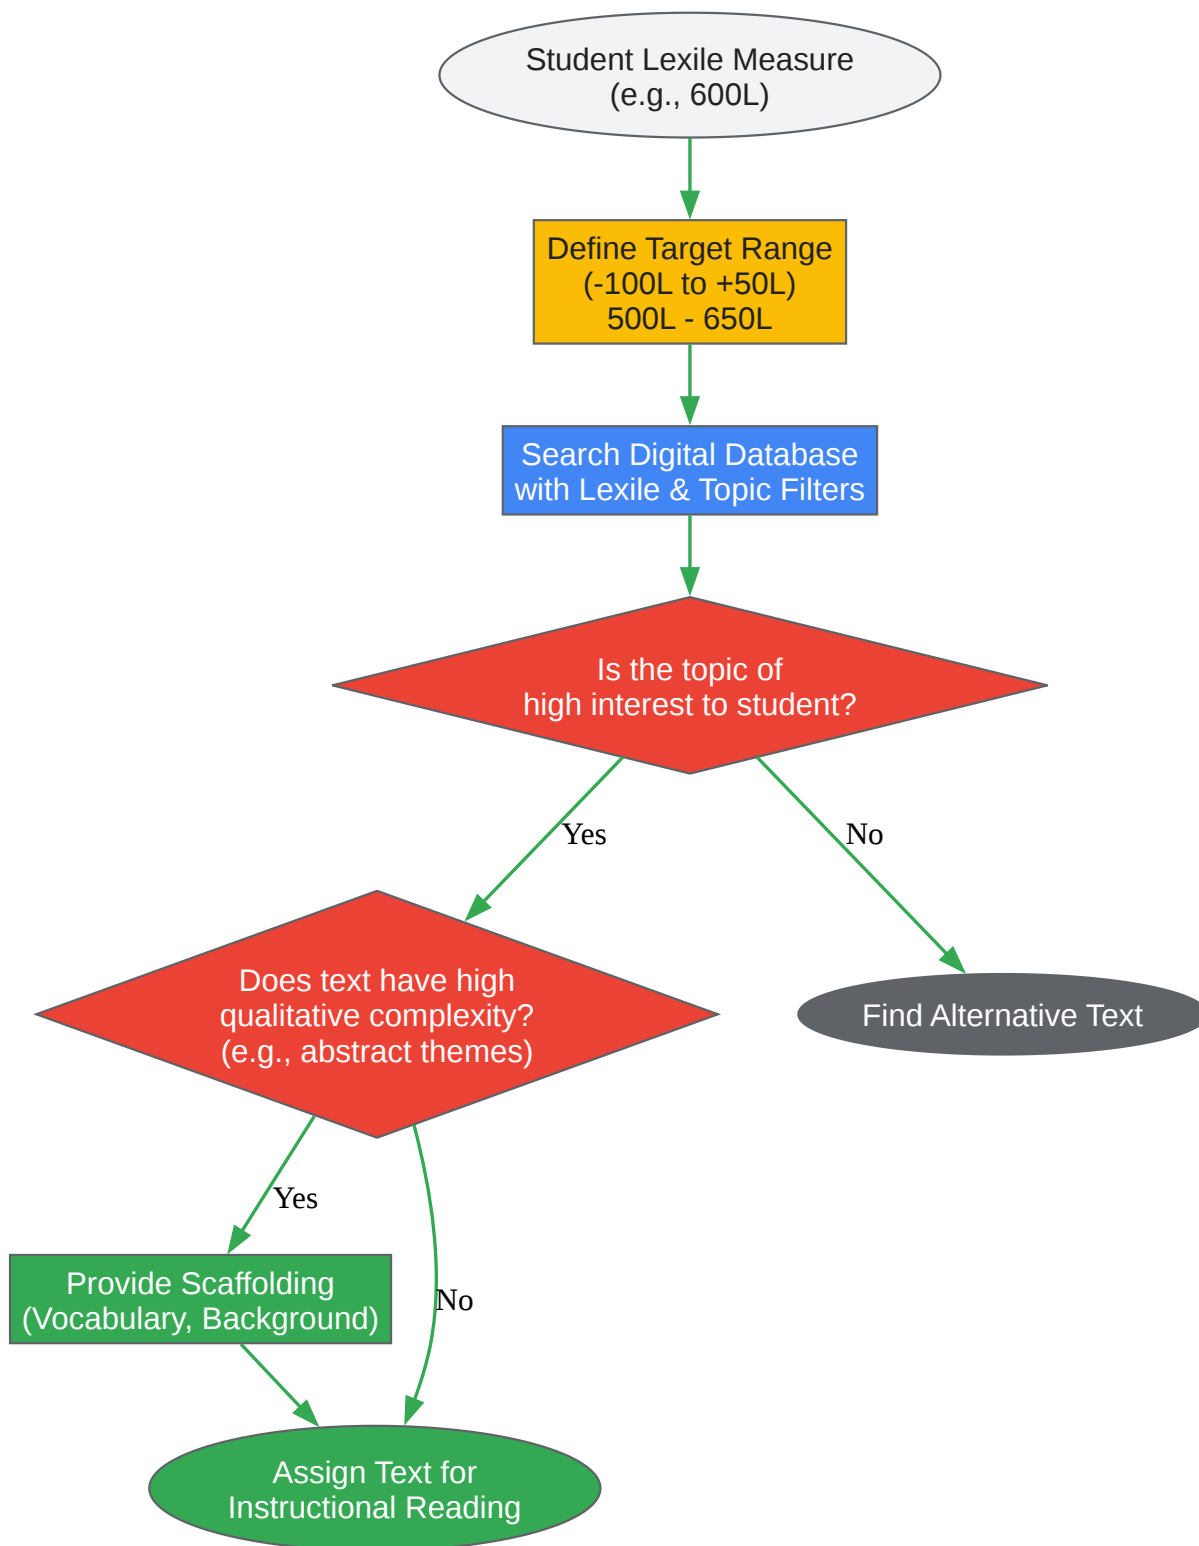 Student Lexile Measure
(e.g., 600L)
Define Target Range
(-100L to +50L)
500L - 650L
Search Digital Database
with Lexile & Topic Filters
Is the topic of
high interest to student?
Yes
No
Does text have high
qualitative complexity?
(e.g., abstract themes)
Find Alternative Text
Yes
No
Provide Scaffolding
(Vocabulary, Background)
Assign Text for
Instructional Reading